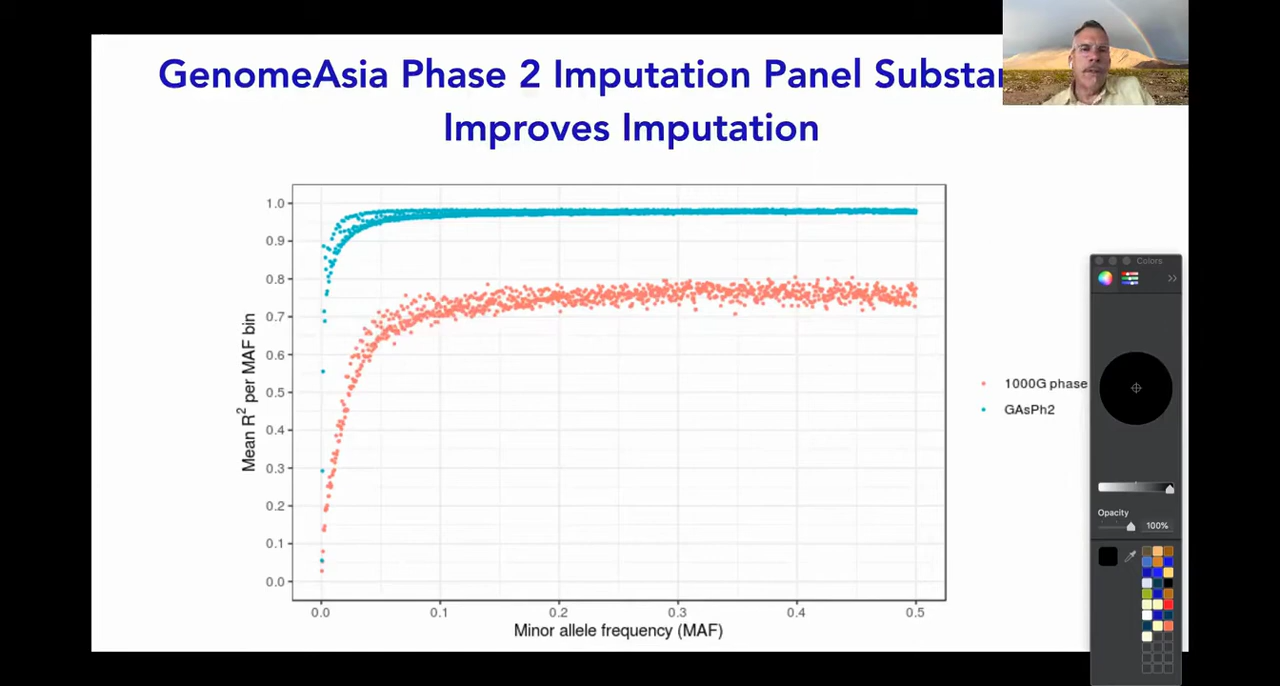 GenomeAsia Phase 2 Imputation Panel
Improves Imputation
1.0
0.9
0.8
0.7
0.6
0.5
0.4
0.3
0.2
0.1
0.0
Mean R² per MAF bin
0.0 0.1 0.2 0.3 0.4 0.5
Minor allele frequency (MAF)
1000G phase
GAsPh2
Colors
Opacity
100%